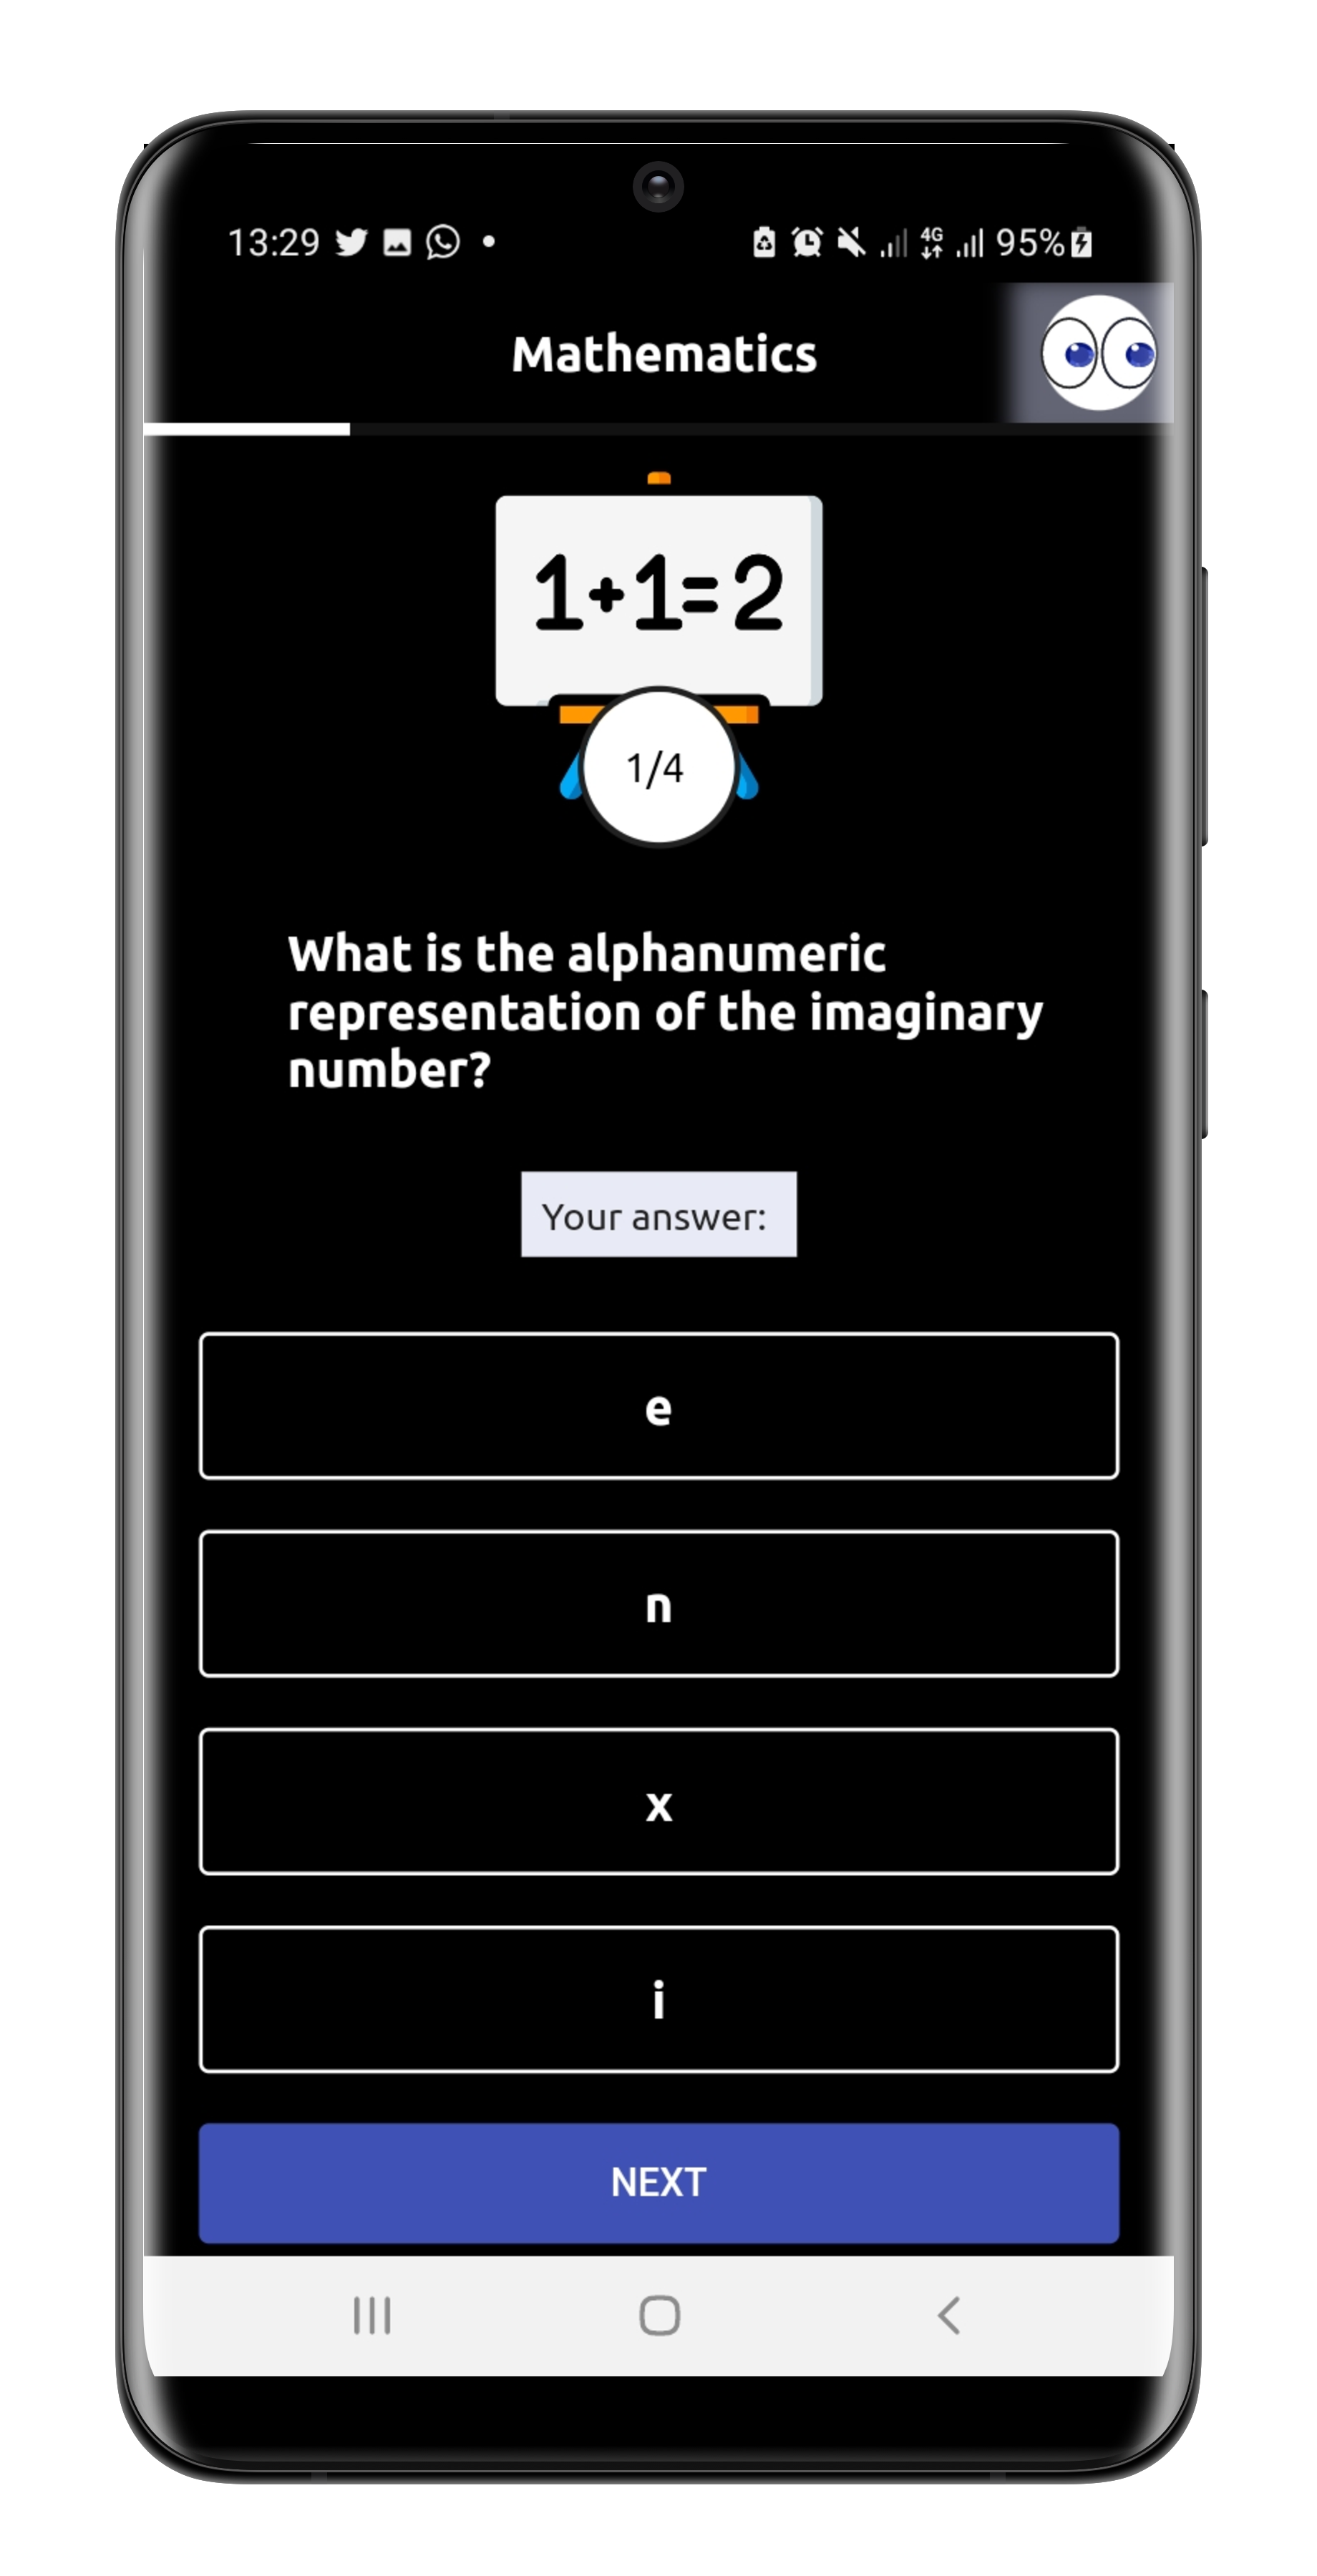 13:29 4G 95%
Mathematics
1+1=2
1/4
What is the alphanumeric
representation of the imaginary
number?
Your answer:
e
n
x
i
NEXT